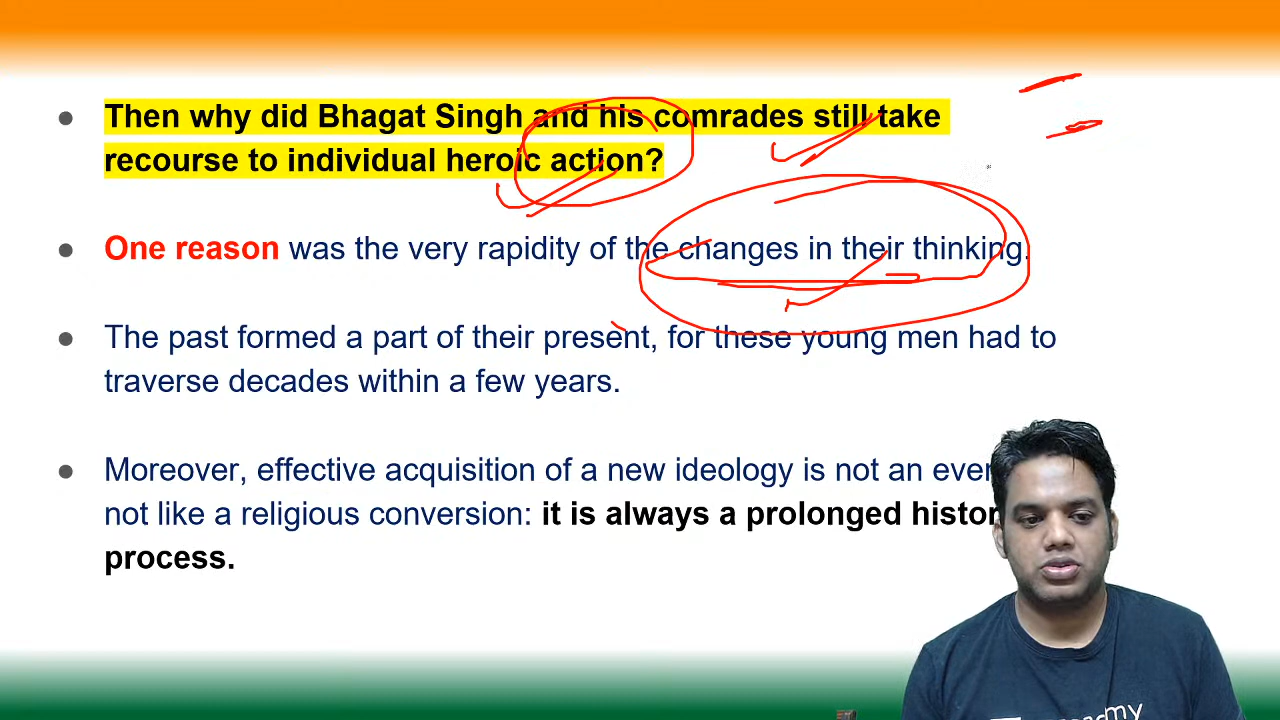 Then why did Bhagat Singh and his comrades still take
recourse to individual heroic action?
One reason was the very rapidity of the changes in their thinking.
The past formed a part of their present, for these young men had to
traverse decades within a few years.
Moreover, effective acquisition of a new ideology is not an
not like a religious conversion: it is always a prolonged
process.